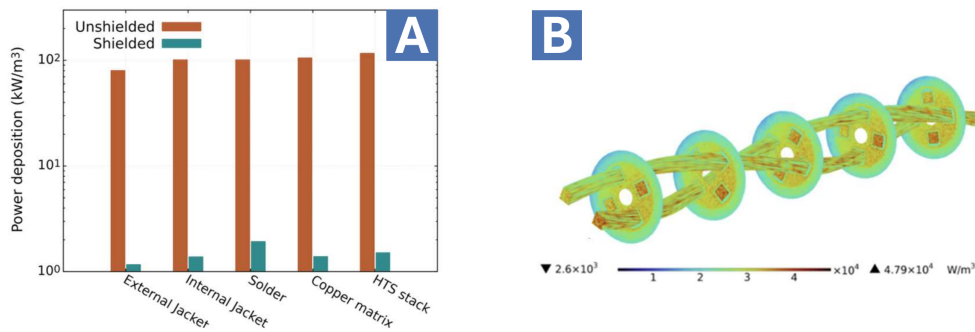 A
Unshielded
Shielded
Power deposition (kW/m³)
10²
10¹
10⁰
External Jacket
Internal Jacket
Solder
Copper matrix
HTS stack
B
▼ 2.6×10³
1
2
3
4
×10⁴
▲ 4.79×10⁴
W/m³